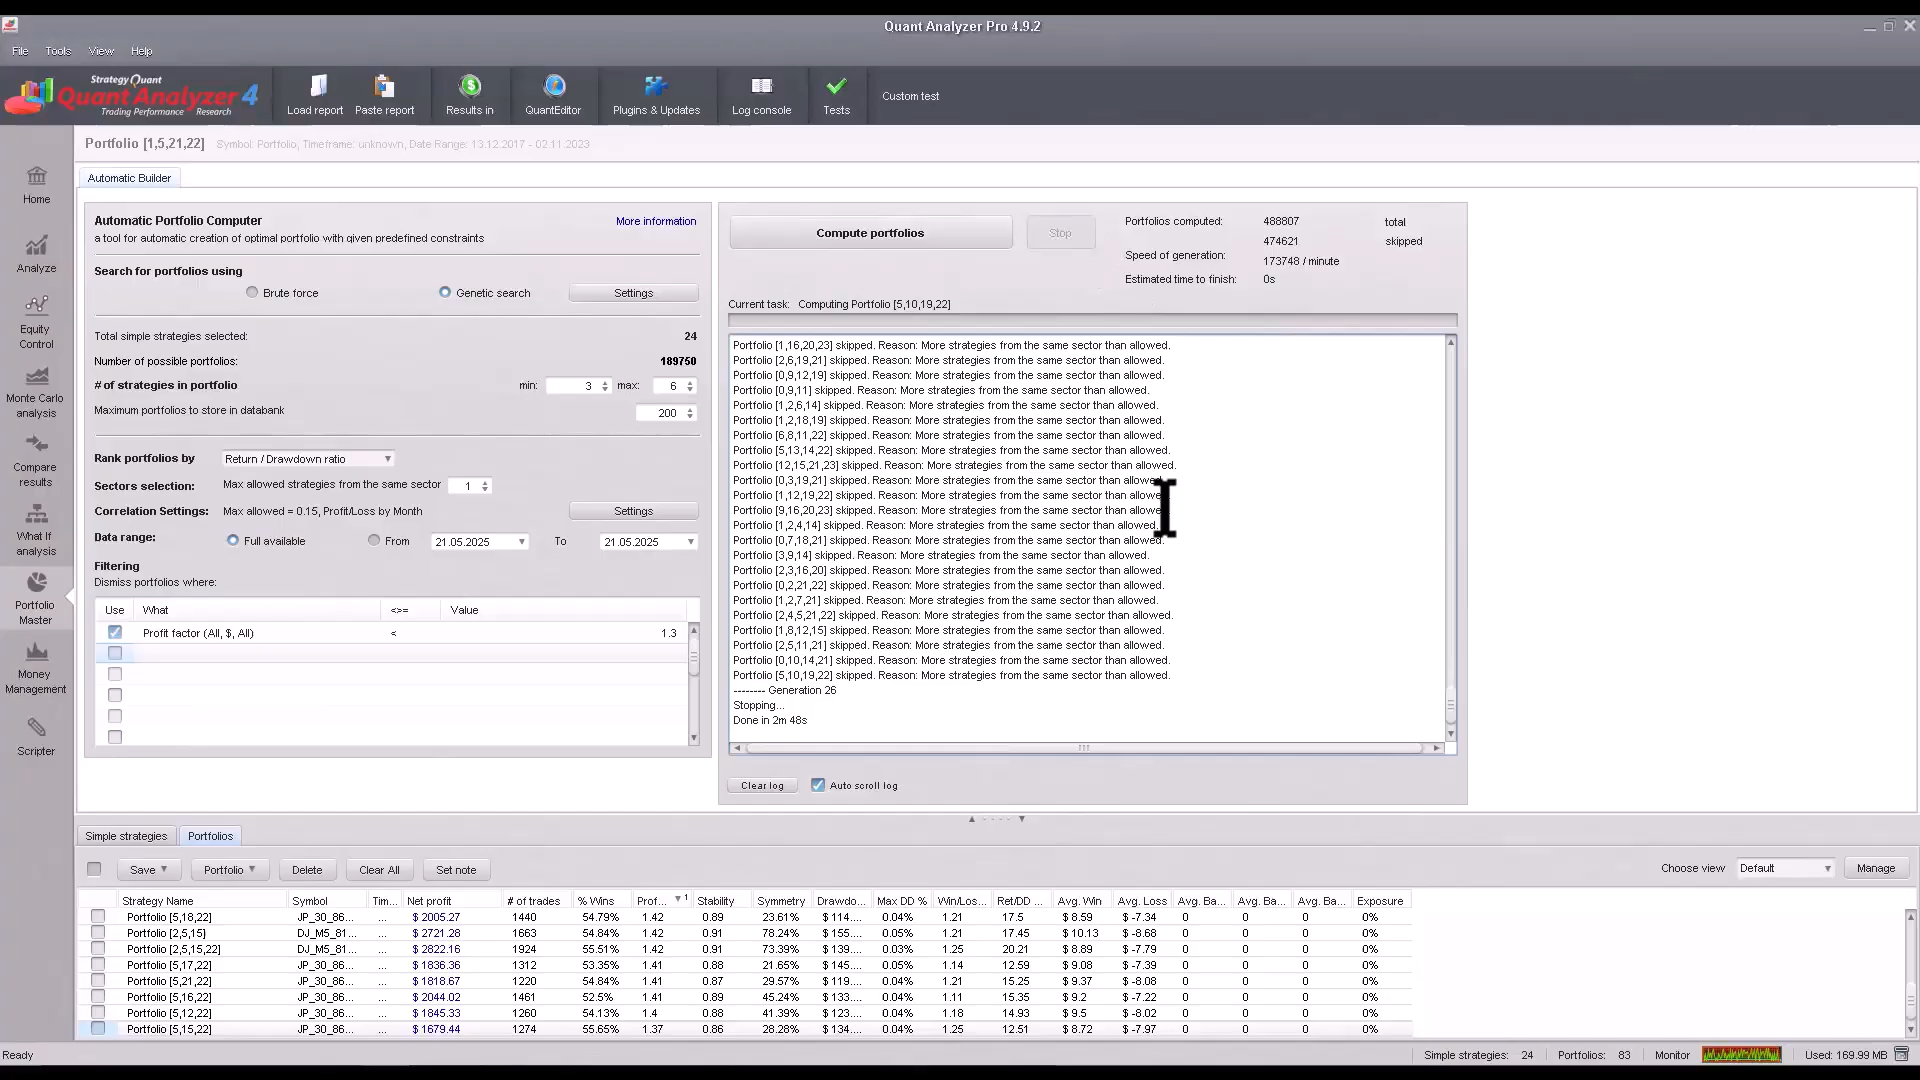 Quant Analyzer Pro 4.9.2
File Tools View Help
StrategyQuant
QuantAnalyzer 4
Trading Performance Research
Load report
Paste report
Results in
QuantEditor
Plugins & Updates
Log console
Tests
Custom test
Portfolio [1,5,21,22] Symbol: Portfolio, Timeframe: unknown, Date Range: 13.12.2017 - 02.11.2023
Home
Analyze
Equity
Control
Monte Carlo
analysis
Compare
results
What If
analysis
Portfolio
Master
Money
Management
Scripter
Automatic Builder
Automatic Portfolio Computer More information
a tool for automatic creation of optimal portfolio with given predefined constraints
Search for portfolios using
Brute force Genetic search Settings
Total simple strategies selected: 24
Number of possible portfolios: 189750
# of strategies in portfolio min: 3 max: 6
Maximum portfolios to store in databank 200
Rank portfolios by Return / Drawdown ratio
Sectors selection: Max allowed strategies from the same sector 1
Correlation Settings: Max allowed = 0.15, Profit/Loss by Month Settings
Data range: Full available From 21.05.2025 To 21.05.2025
Filtering
Dismiss portfolios where:
Use What <>= Value
Profit factor (All, $, All) < 1.3
Compute portfolios Stop
Portfolios computed: 488807 total
474621 skipped
Speed of generation: 173748 / minute
Estimated time to finish: 0s
Current task: Computing Portfolio [5,10,19,22]
Portfolio [1,16,20,23] skipped. Reason: More strategies from the same sector than allowed.
Portfolio [2,6,19,21] skipped. Reason: More strategies from the same sector than allowed.
Portfolio [0,9,12,19] skipped. Reason: More strategies from the same sector than allowed.
Portfolio [0,9,11] skipped. Reason: More strategies from the same sector than allowed.
Portfolio [1,2,6,14] skipped. Reason: More strategies from the same sector than allowed.
Portfolio [1,2,18,19] skipped. Reason: More strategies from the same sector than allowed.
Portfolio [6,8,11,22] skipped. Reason: More strategies from the same sector than allowed.
Portfolio [5,13,14,22] skipped. Reason: More strategies from the same sector than allowed.
Portfolio [12,15,21,23] skipped. Reason: More strategies from the same sector than allowed.
Portfolio [0,3,19,21] skipped. Reason: More strategies from the same sector than allowed.
Portfolio [1,12,19,22] skipped. Reason: More strategies from the same sector than allowed.
Portfolio [9,16,20,23] skipped. Reason: More strategies from the same sector than allowed.
Portfolio [1,2,4,14] skipped. Reason: More strategies from the same sector than allowed.
Portfolio [0,7,18,21] skipped. Reason: More strategies from the same sector than allowed.
Portfolio [3,9,14] skipped. Reason: More strategies from the same sector than allowed.
Portfolio [2,3,16,20] skipped. Reason: More strategies from the same sector than allowed.
Portfolio [0,2,21,22] skipped. Reason: More strategies from the same sector than allowed.
Portfolio [1,2,7,21] skipped. Reason: More strategies from the same sector than allowed.
Portfolio [2,4,5,21,22] skipped. Reason: More strategies from the same sector than allowed.
Portfolio [1,8,12,15] skipped. Reason: More strategies from the same sector than allowed.
Portfolio [2,5,11,21] skipped. Reason: More strategies from the same sector than allowed.
Portfolio [0,10,14,21] skipped. Reason: More strategies from the same sector than allowed.
Portfolio [5,10,19,22] skipped. Reason: More strategies from the same sector than allowed.
-------- Generation 26
Stopping...
Done in 2m 48s
Clear log Auto scroll log
Simple strategies Portfolios
Save Portfolio Delete Clear All Set note Choose view Default Manage
Strategy Name Symbol Tim... Net profit # of trades % Wins Prof... 1 Stability Symmetry Drawdo... Max DD % Win/Los... Ret/DD ... Avg. Win Avg. Loss Avg. Ba... Avg. Ba... Avg. Ba... Exposure
Portfolio [5,18,22] JP_30_86... ... $ 2005.27 1440 54.79% 1.42 0.89 23.61% $ 114.... 0.04% 1.21 17.5 $ 8.59 $ -7.34 0 0 0 0%
Portfolio [2,5,15] DJ_M5_81... ... $ 2721.28 1663 54.84% 1.42 0.91 78.24% $ 155.... 0.05% 1.21 17.45 $ 10.13 $ -8.68 0 0 0 0%
Portfolio [2,5,15,22] DJ_M5_81... ... $ 2822.16 1924 55.51% 1.42 0.91 73.39% $ 139.... 0.03% 1.25 20.21 $ 8.89 $ -7.79 0 0 0 0%
Portfolio [5,17,22] JP_30_86... ... $ 1836.36 1312 53.35% 1.41 0.88 21.65% $ 145.... 0.05% 1.14 12.59 $ 9.08 $ -7.39 0 0 0 0%
Portfolio [5,21,22] JP_30_86... ... $ 1818.67 1220 54.84% 1.41 0.87 29.57% $ 119.... 0.04% 1.21 15.25 $ 9.37 $ -8.08 0 0 0 0%
Portfolio [5,16,22] JP_30_86... ... $ 2044.02 1461 52.5% 1.41 0.89 45.24% $ 133.... 0.04% 1.11 15.35 $ 9.2 $ -7.22 0 0 0 0%
Portfolio [5,12,22] JP_30_86... ... $ 1845.33 1260 54.13% 1.4 0.88 41.39% $ 123.... 0.04% 1.18 14.93 $ 9.5 $ -8.02 0 0 0 0%
Portfolio [5,15,22] JP_30_86... ... $ 1679.44 1274 55.65% 1.37 0.86 28.28% $ 134.... 0.04% 1.25 12.51 $ 8.72 $ -7.97 0 0 0 0%
Ready Simple strategies: 24 Portfolios: 83 Monitor Used: 169.99 MB